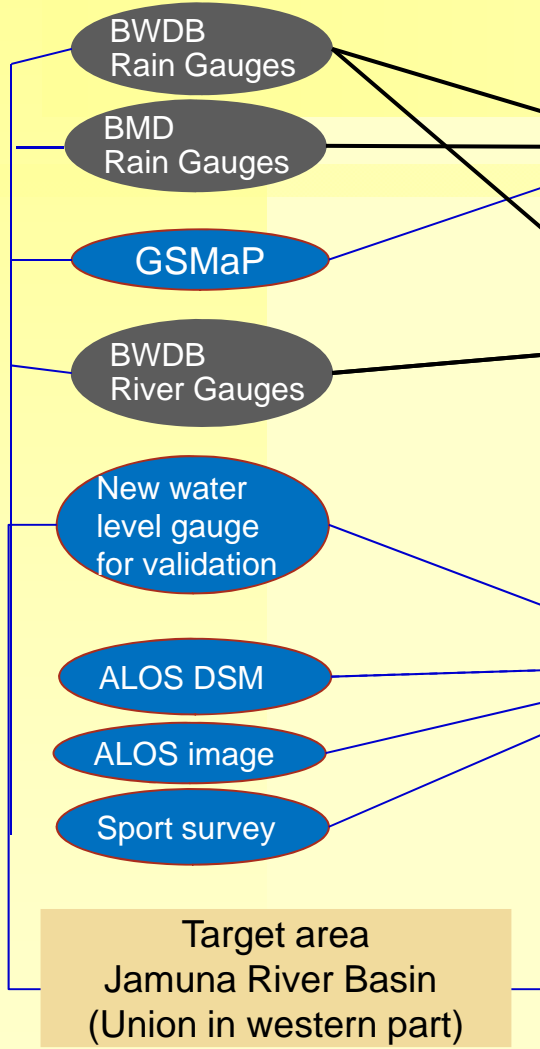 BWDB
Rain Gauges
BMD
Rain Gauges
GSMaP
BWDB
River Gauges
New water
level gauge
for validation
ALOS DSM
ALOS image
Sport survey
Target area
Jamuna River Basin
(Union in western part)